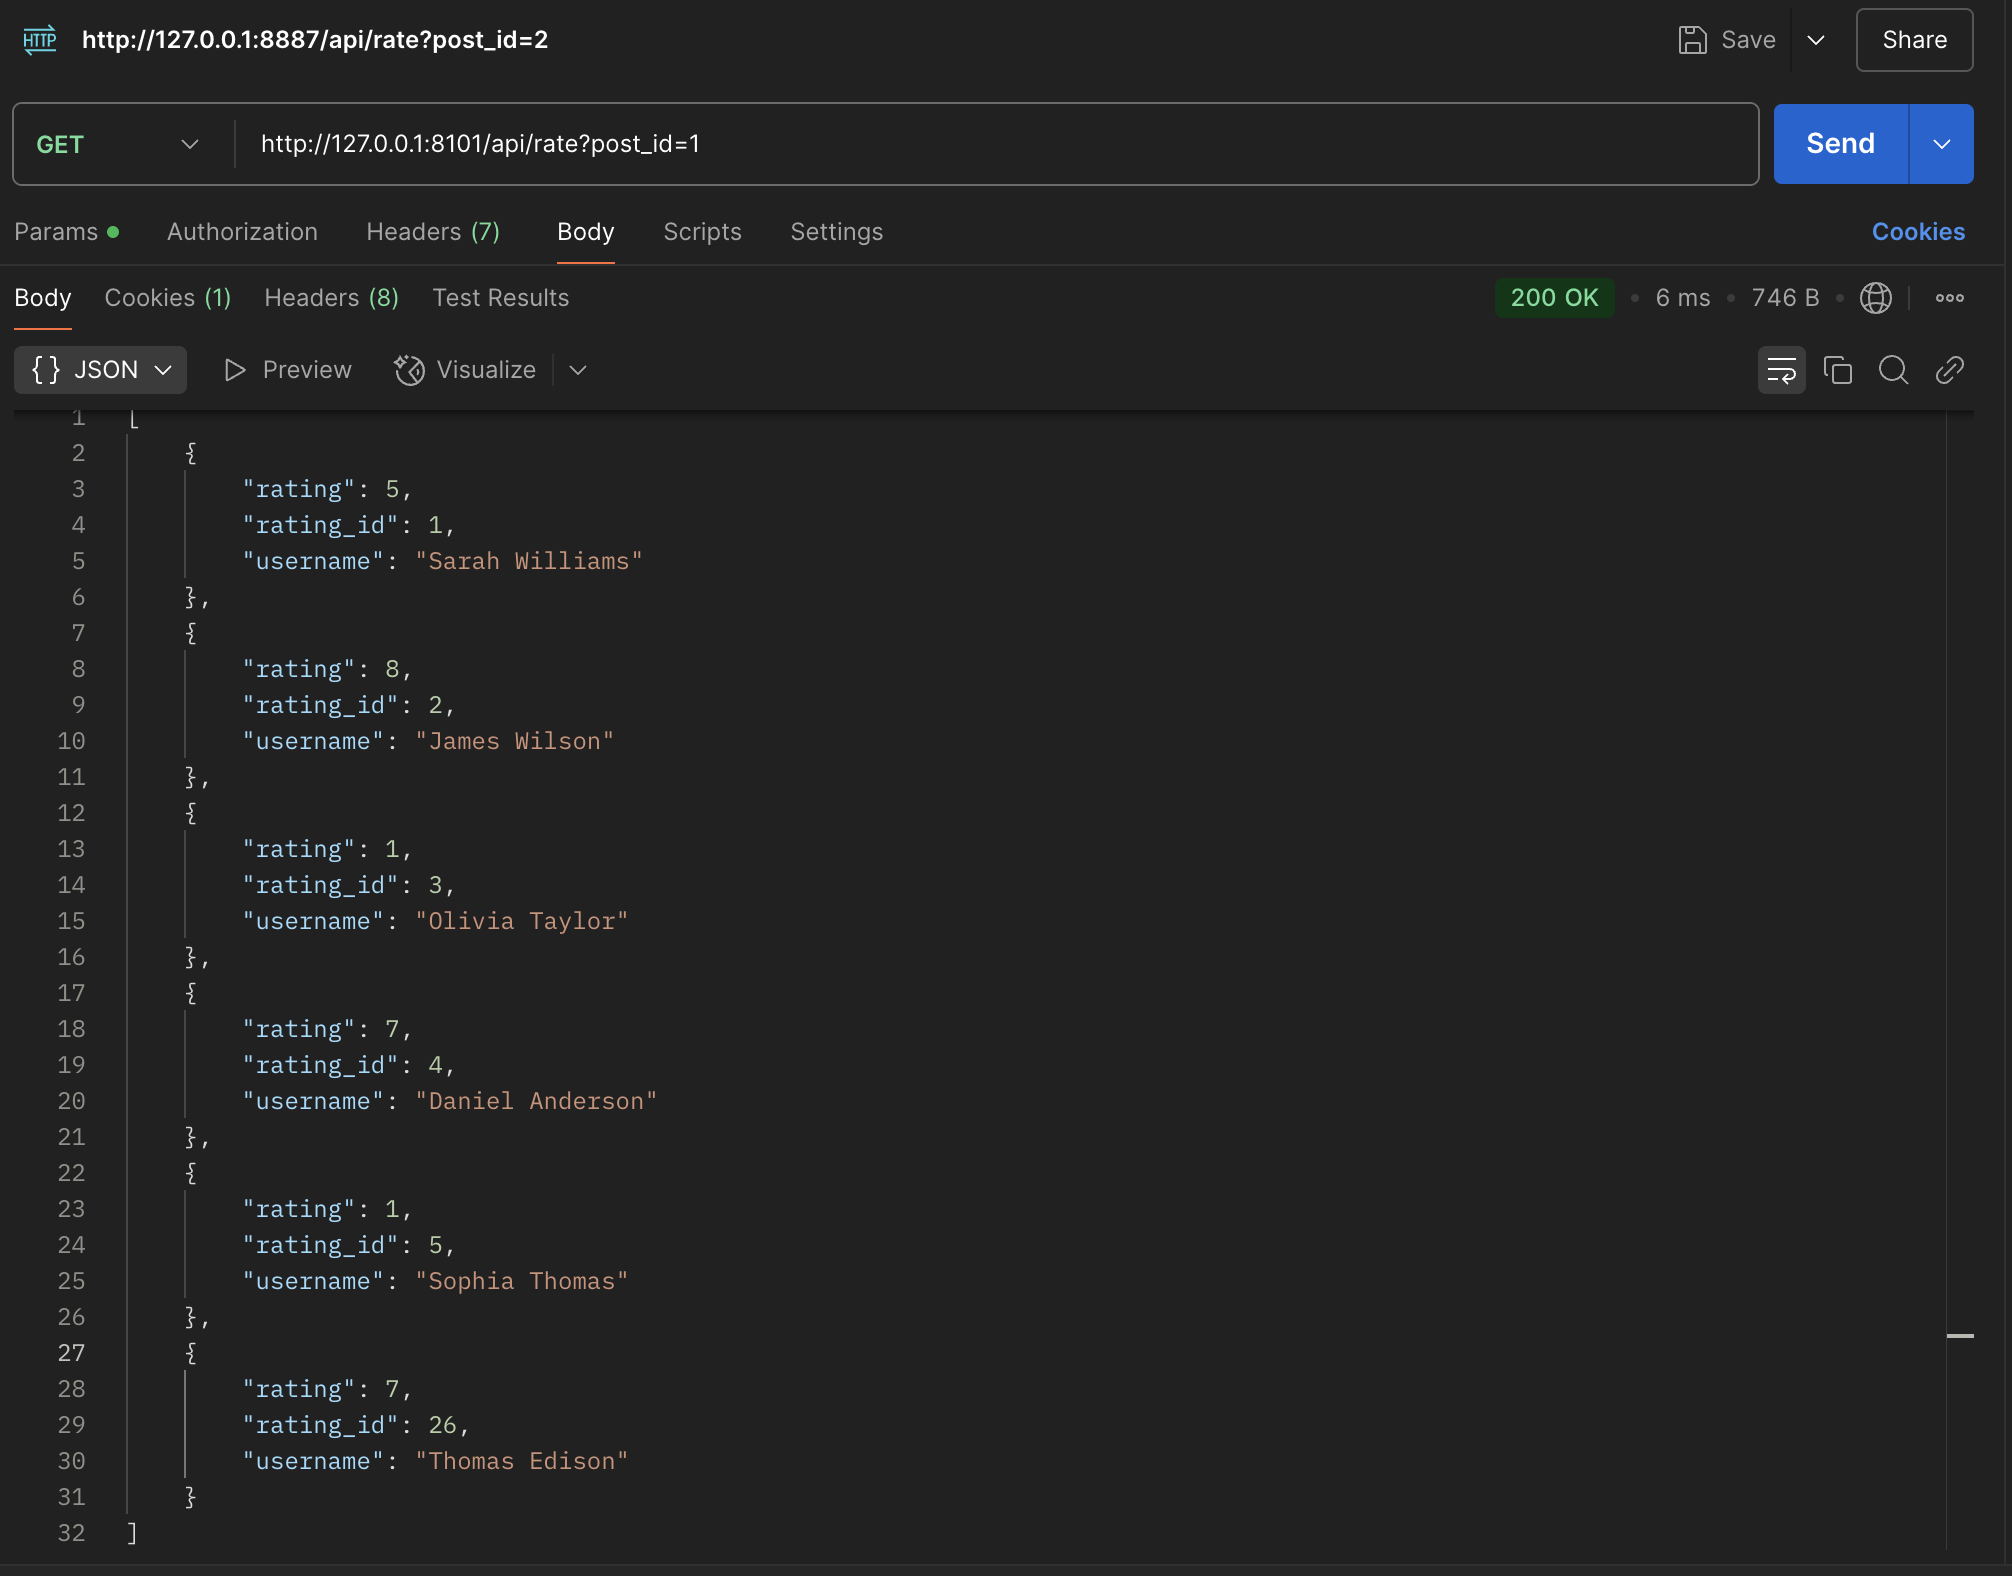 HTTP http://127.0.0.1:8887/api/rate?post_id=2 Save Share
GET http://127.0.0.1:8101/api/rate?post_id=1 Send
Params Authorization Headers (7) Body Scripts Settings Cookies
Body Cookies (1) Headers (8) Test Results 200 OK • 6 ms • 746 B •
{} JSON Preview Visualize
1 [
2 {
3 "rating": 5,
4 "rating_id": 1,
5 "username": "Sarah Williams"
6 },
7 {
8 "rating": 8,
9 "rating_id": 2,
10 "username": "James Wilson"
11 },
12 {
13 "rating": 1,
14 "rating_id": 3,
15 "username": "Olivia Taylor"
16 },
17 {
18 "rating": 7,
19 "rating_id": 4,
20 "username": "Daniel Anderson"
21 },
22 {
23 "rating": 1,
24 "rating_id": 5,
25 "username": "Sophia Thomas"
26 },
27 {
28 "rating": 7,
29 "rating_id": 26,
30 "username": "Thomas Edison"
31 }
32 ]